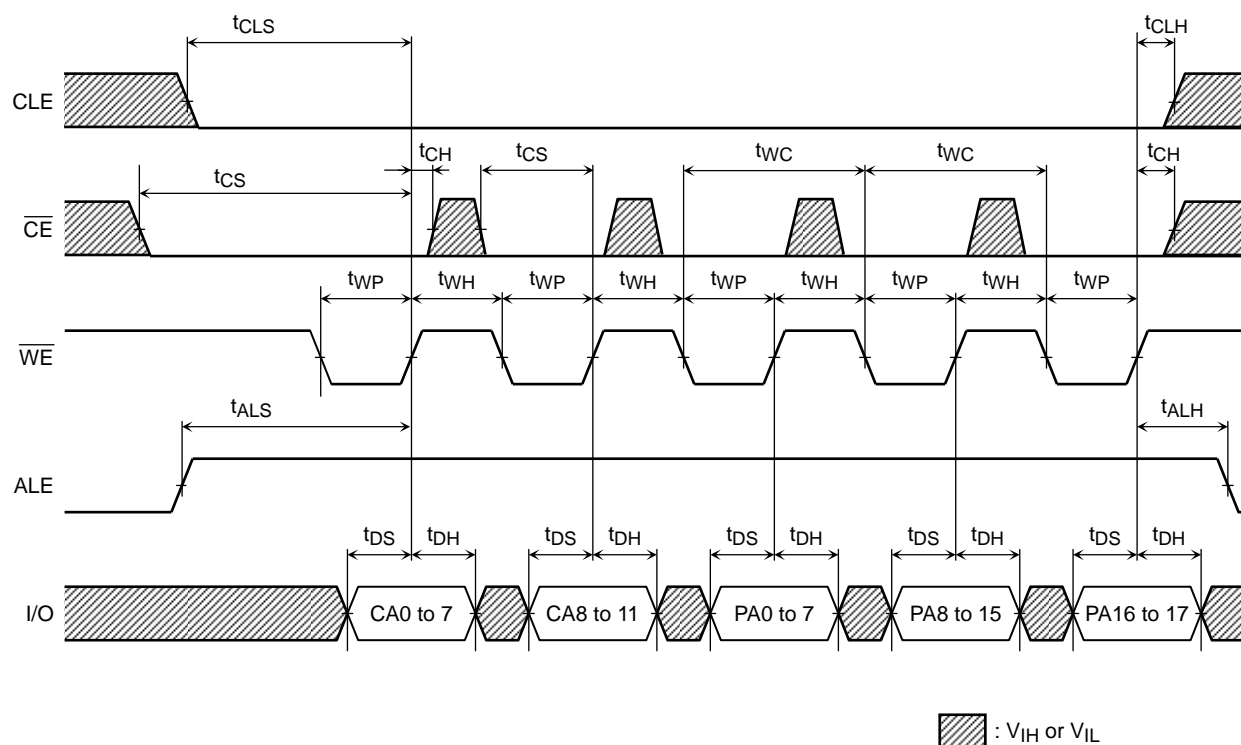 tCLS tCLH
CLE
tCH tCS tWC tWC tCH
tCS
CE
tWP tWH tWP tWH tWP tWH tWP tWH tWP
WE
tALS tALH
ALE
tDS tDH tDS tDH tDS tDH tDS tDH tDS tDH
I/O CA0 to 7 CA8 to 11 PA0 to 7 PA8 to 15 PA16 to 17
: VIH or VIL